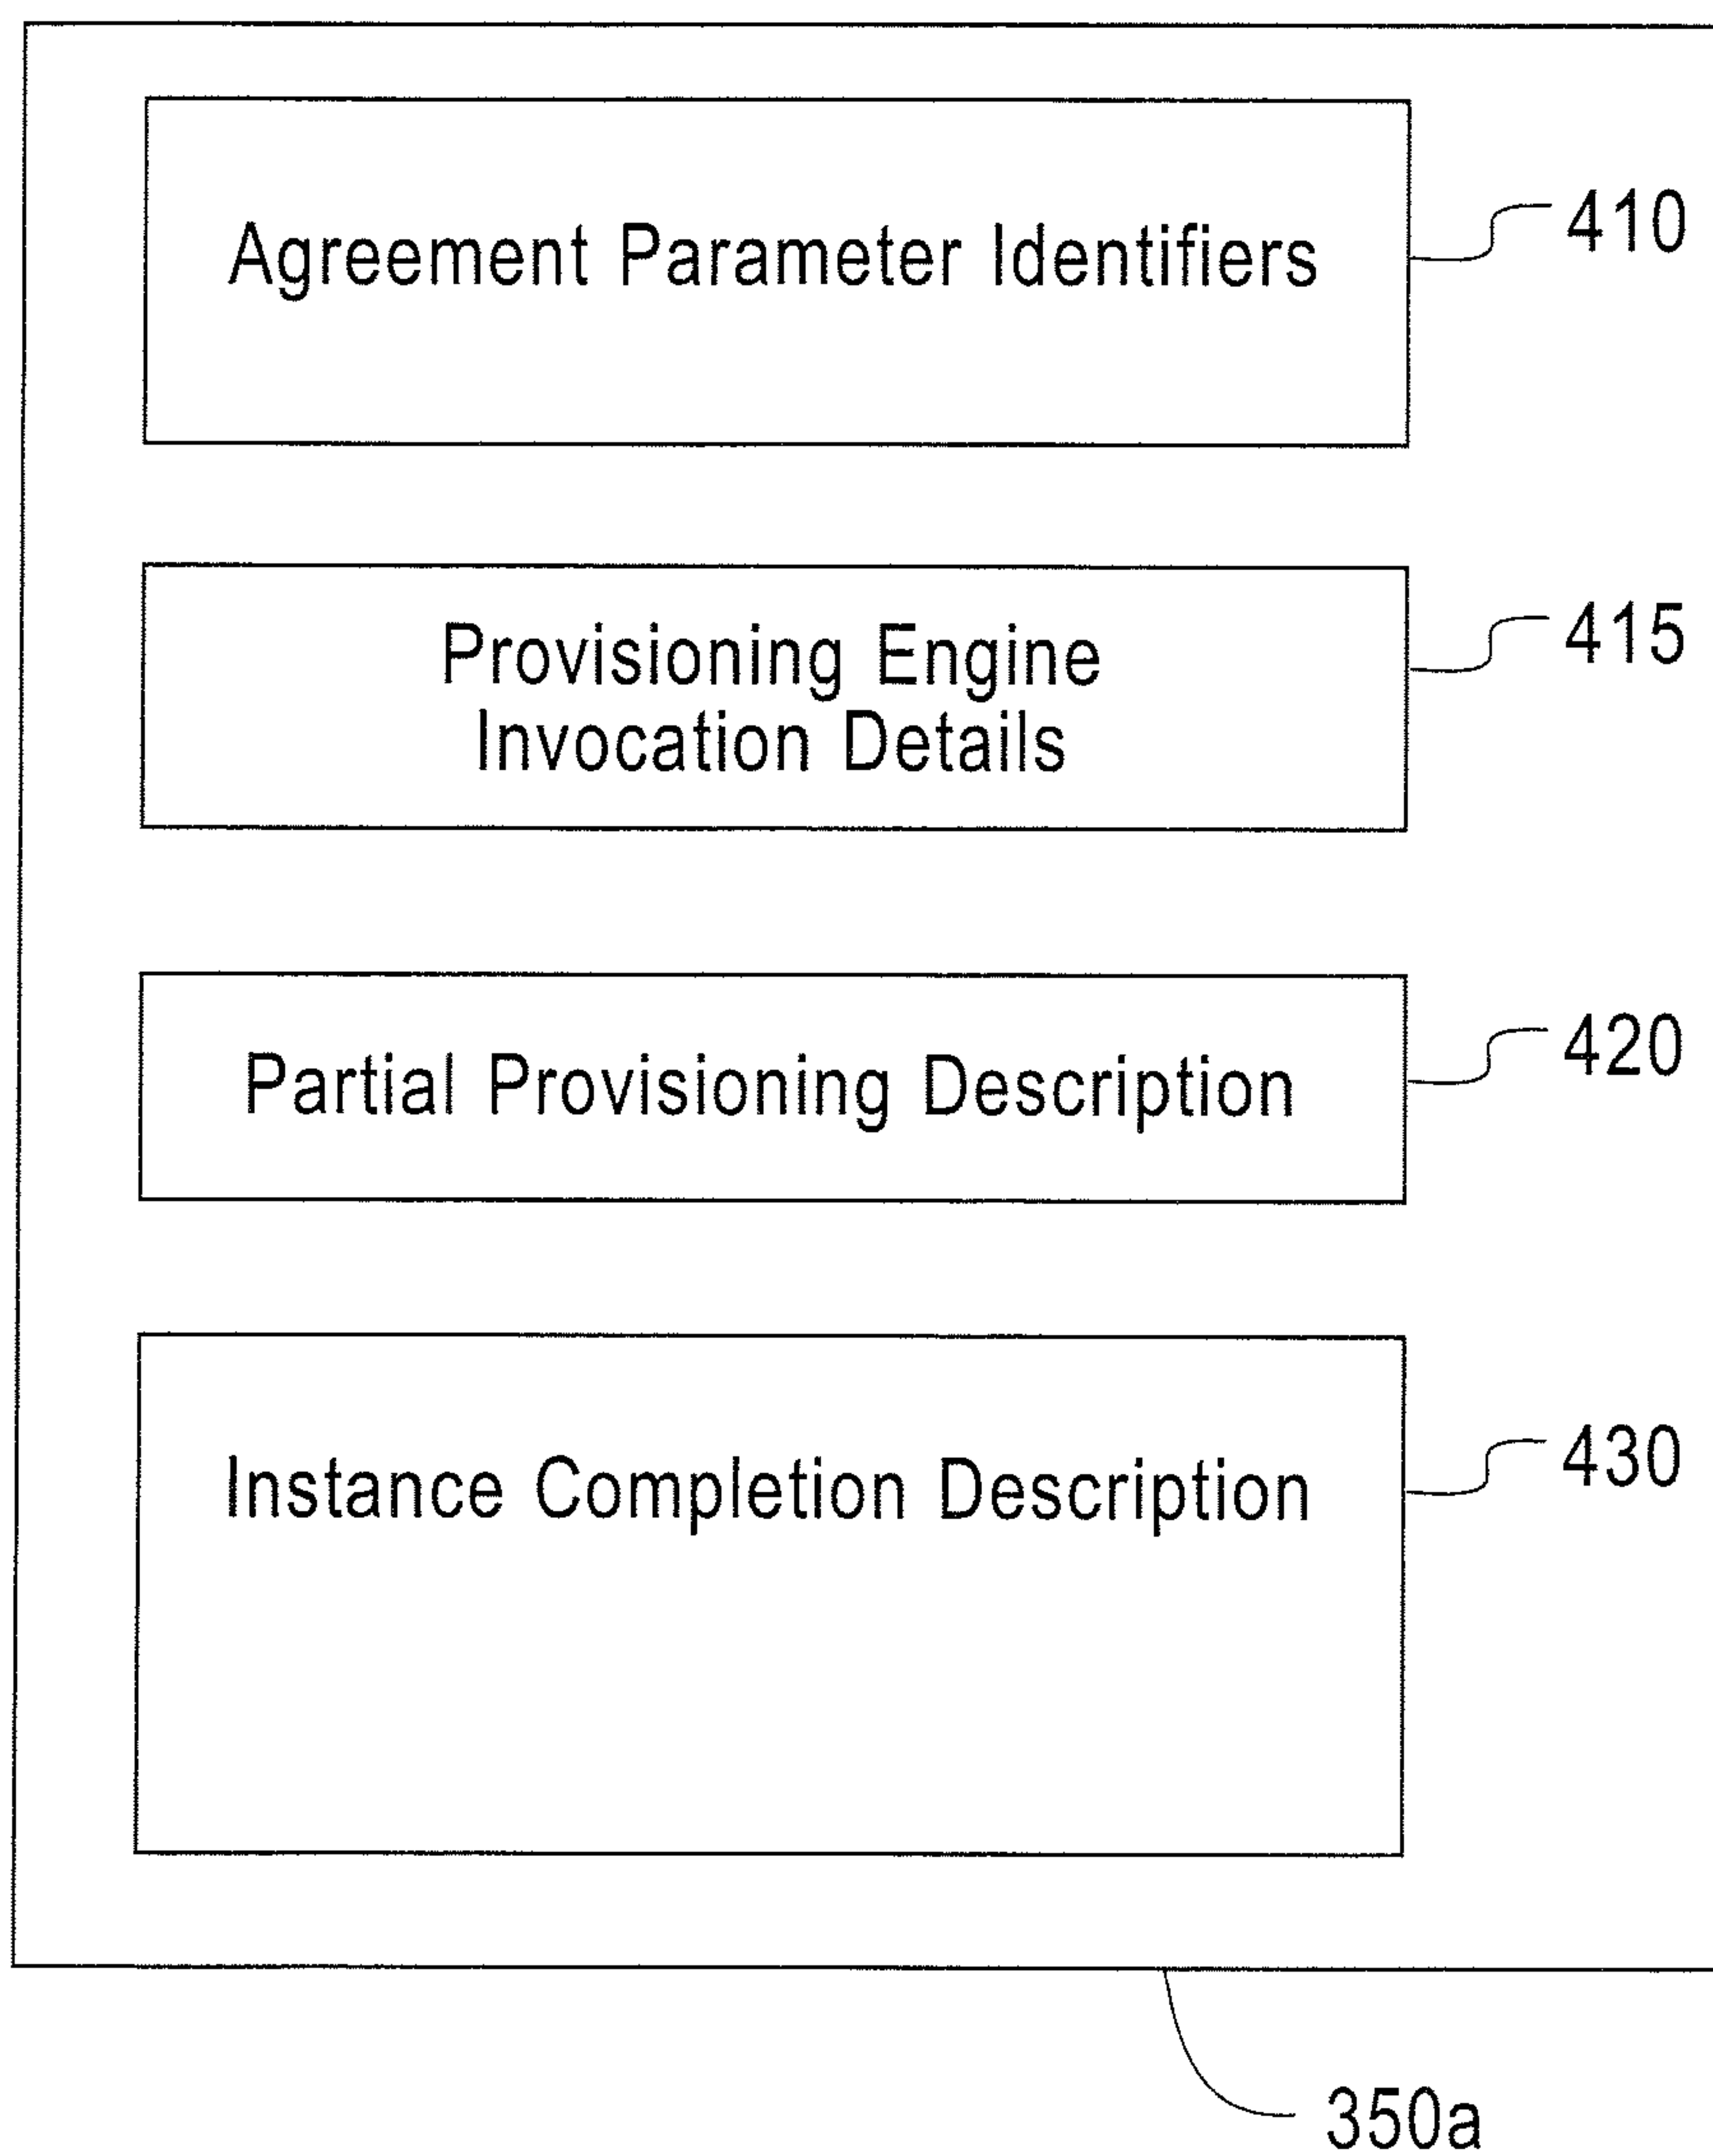 Agreement Parameter Identifiers
410
Provisioning Engine
Invocation Details
415
Partial Provisioning Description
420
Instance Completion Description
430
350a